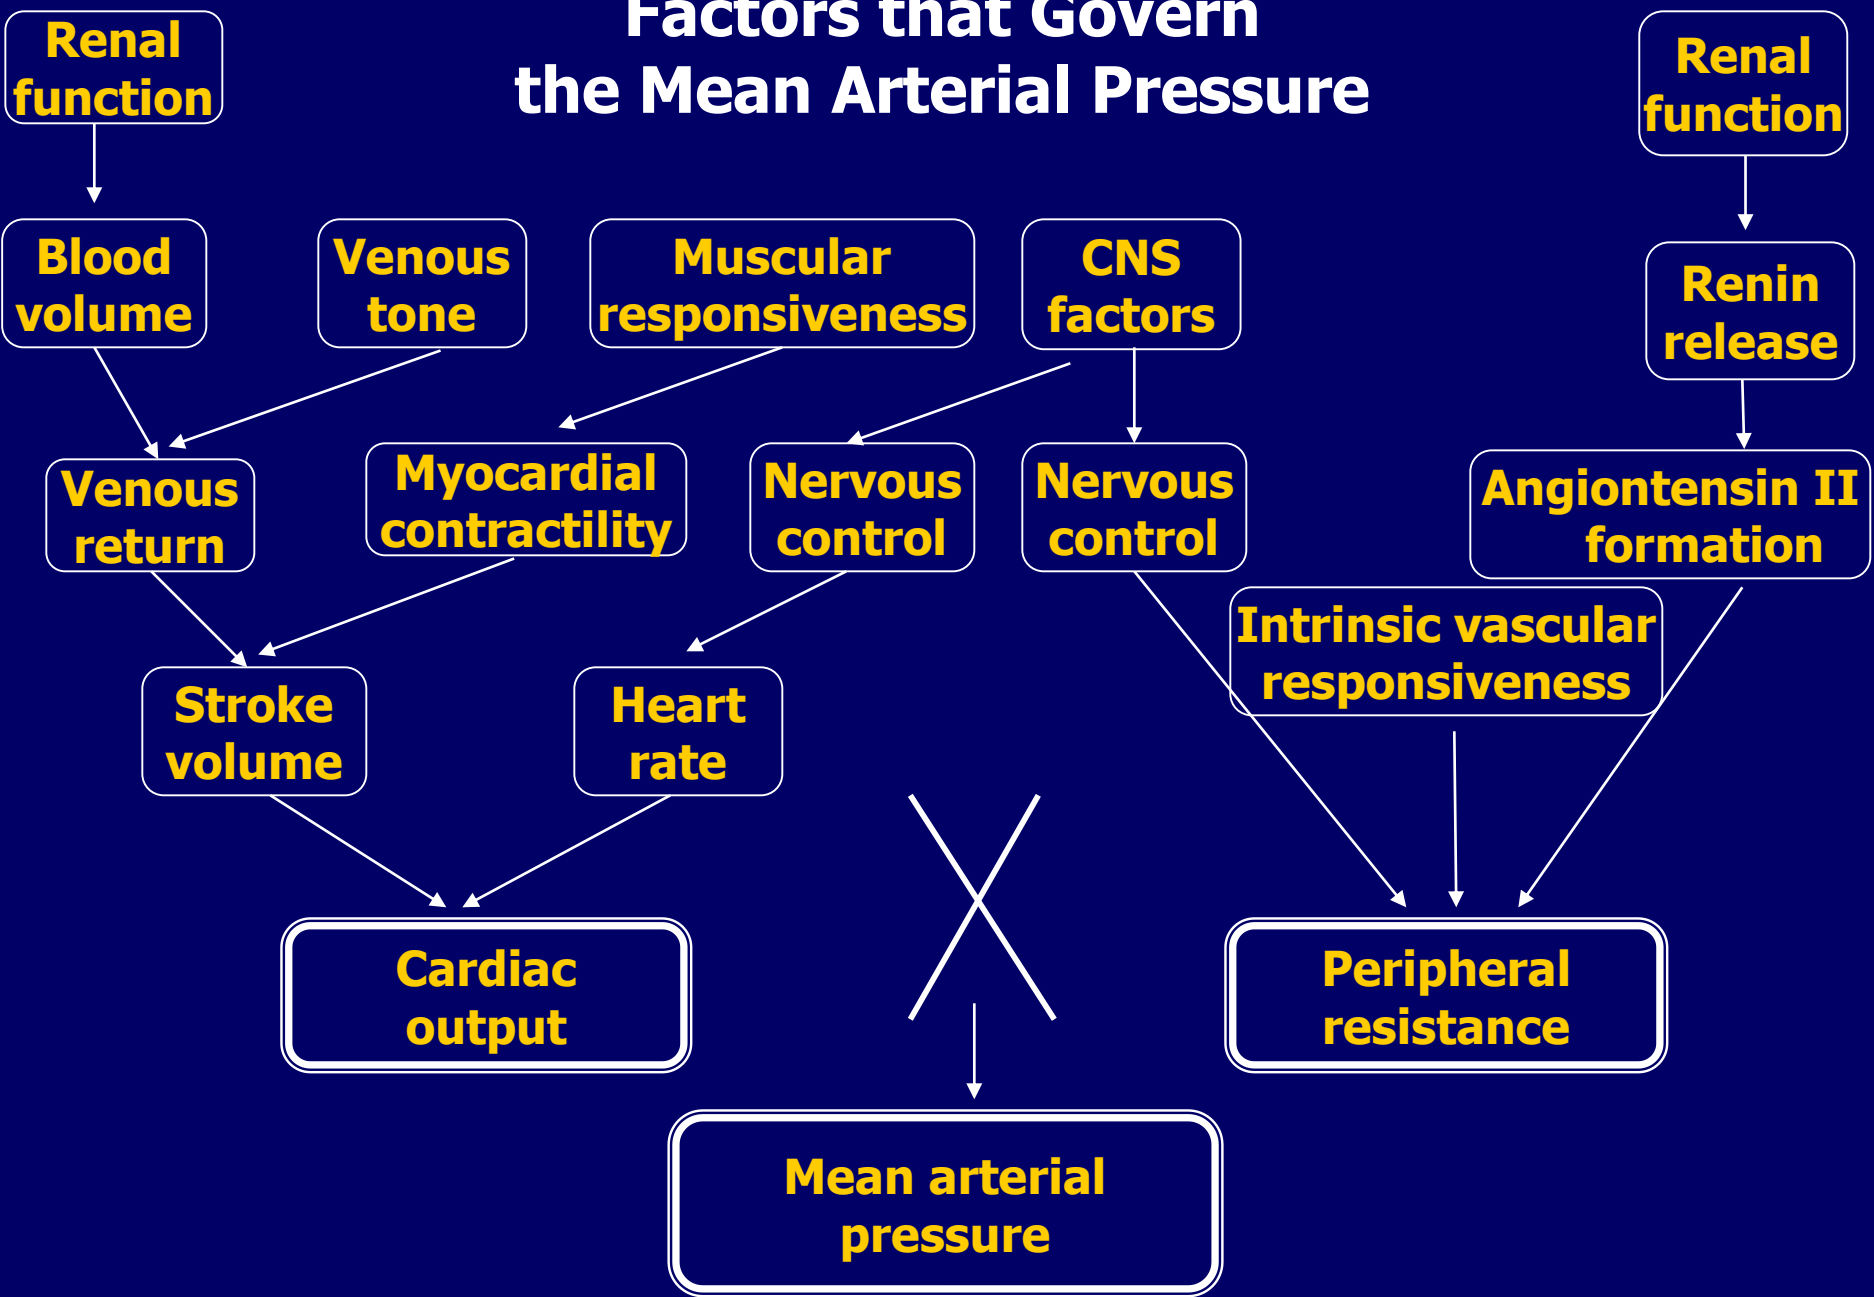 Factors that Govern
the Mean Arterial Pressure
Renal
function
Renal
function
Blood
volume
Venous
tone
Muscular
responsiveness
CNS
factors
Renin
release
Venous
return
Myocardial
contractility
Nervous
control
Nervous
control
Angiontensin II
formation
Intrinsic vascular
responsiveness
Stroke
volume
Heart
rate
Cardiac
output
Peripheral
resistance
Mean arterial
pressure